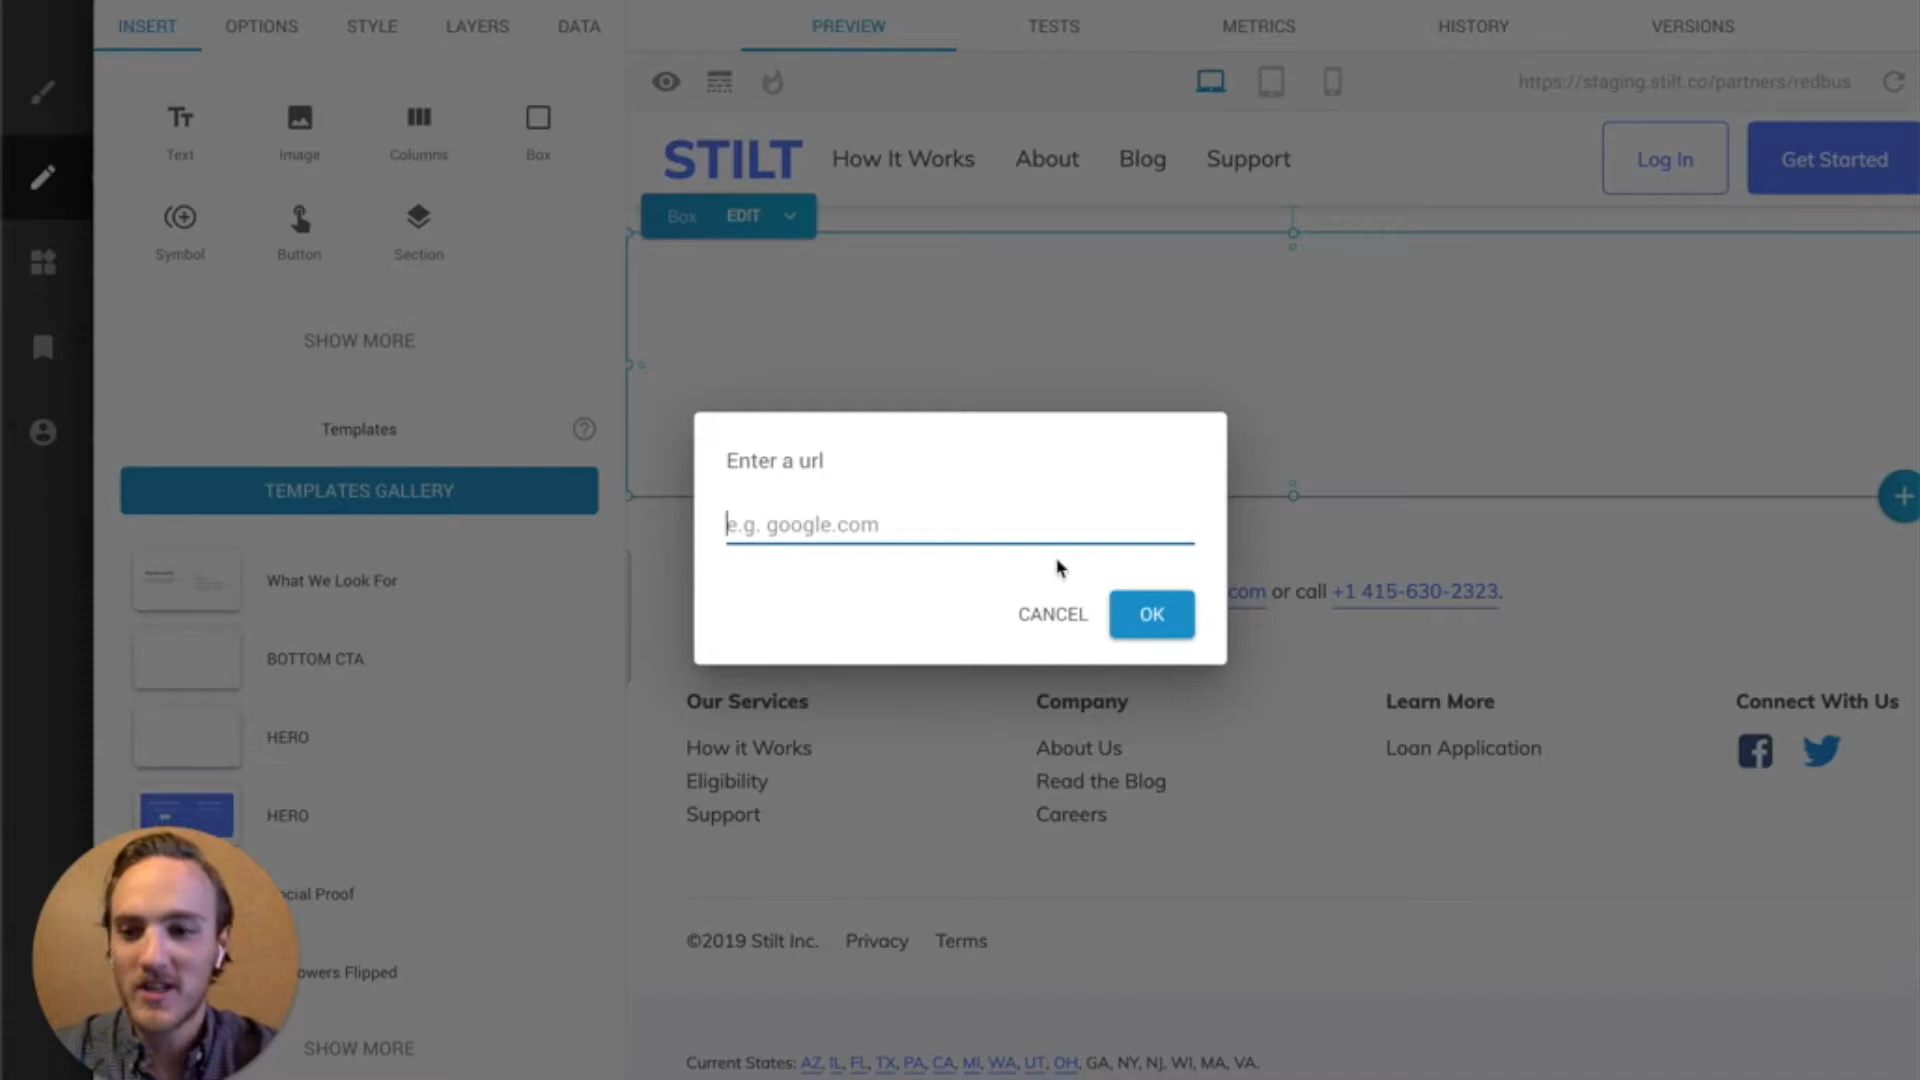 INSERT OPTIONS STYLE LAYERS DATA
PREVIEW TESTS METRICS HISTORY VERSIONS
https://staging.stilt.co/partners/redbus
Text Image Columns Box
Symbol Button Section
SHOW MORE
Templates
TEMPLATES GALLERY
What We Look For
BOTTOM CTA
HERO
HERO
ocial Proof
owers Flipped
SHOW MORE
STILT How It Works About Blog Support Log In Get Started
Box EDIT
Enter a url
e.g. google.com
CANCEL OK
com or call +1 415-630-2323.
Our Services Company Learn More Connect With Us
How it Works About Us Loan Application
Eligibility Read the Blog
Support Careers
©2019 Stilt Inc. Privacy Terms
Current States: AZ, IL, FL, TX, PA, CA, MI, WA, UT, OH, GA, NY, NJ, WI, MA, VA.